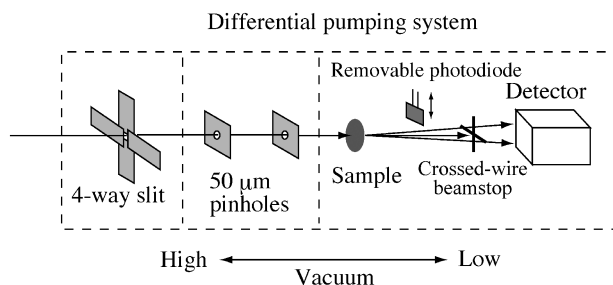 Differential pumping system
Removable photodiode
Detector
4-way slit
50 μm
pinholes
Sample
Crossed-wire
beamstop
High
Low
Vacuum